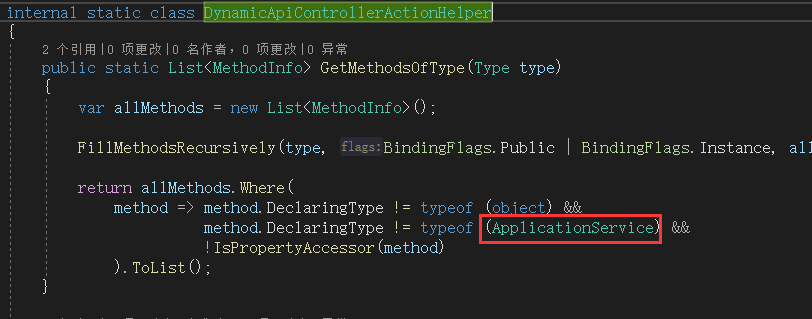 internal static class DynamicApiControllerActionHelper
{
2 个引用|0 项更改|0 名作者，0 项更改|0 异常
public static List<MethodInfo> GetMethodsOfType(Type type)
{
var allMethods = new List<MethodInfo>();
FillMethodsRecursively(type, flags: BindingFlags.Public | BindingFlags.Instance, al
return allMethods.Where(
method => method.DeclaringType != typeof (object) &&
method.DeclaringType != typeof (ApplicationService) &&
!IsPropertyAccessor(method)
).ToList();
}